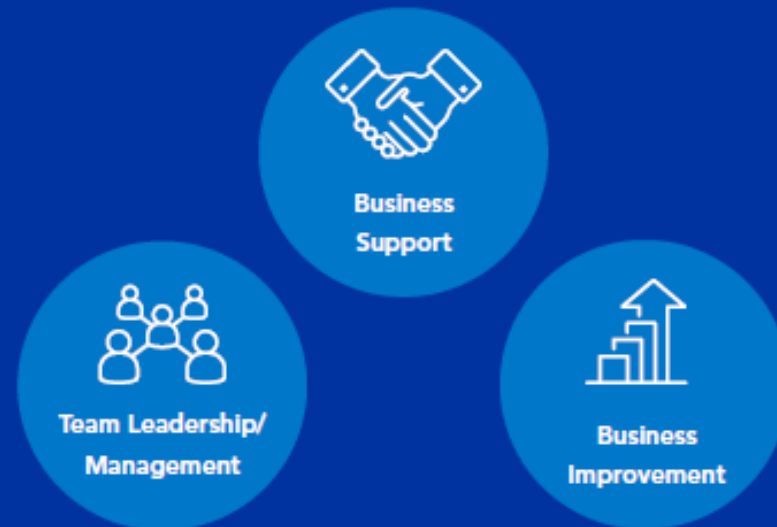 Business
Support
Team Leadership/
Management
Business
Improvement